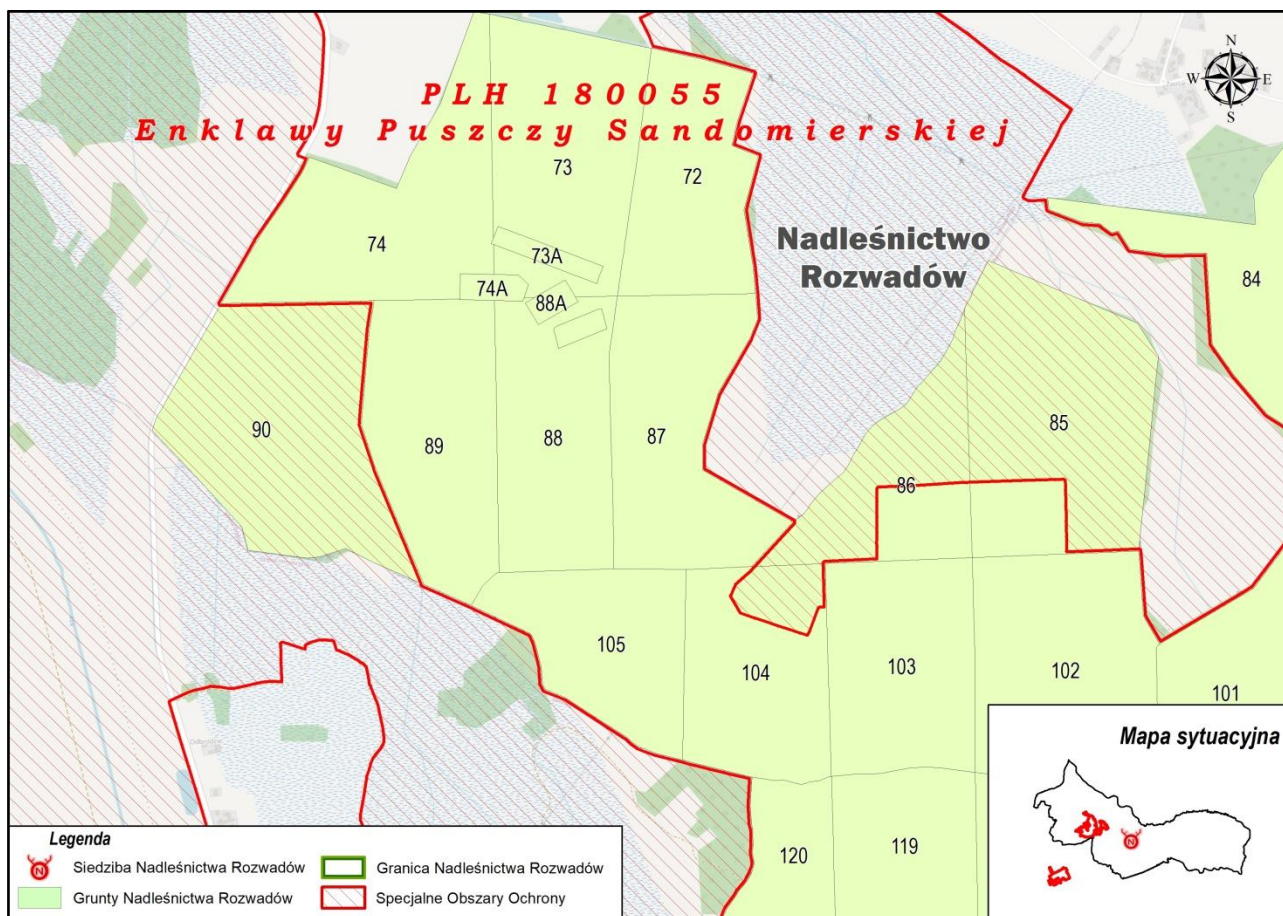 PLH 180055
Enklawy Puszczy Sandomierskiej
N
W E
S
73
72
74
Nadleśnictwo
Rozwadów
73A
74A
88A
84
90
89
88
87
85
86
105
104
103
102
101
120
119
Mapa sytuacyjna
N
Legenda
N
Siedziba Nadleśnictwa Rozwadów
Granica Nadleśnictwa Rozwadów
Grunty Nadleśnictwa Rozwadów
Specjalne Obszary Ochrony